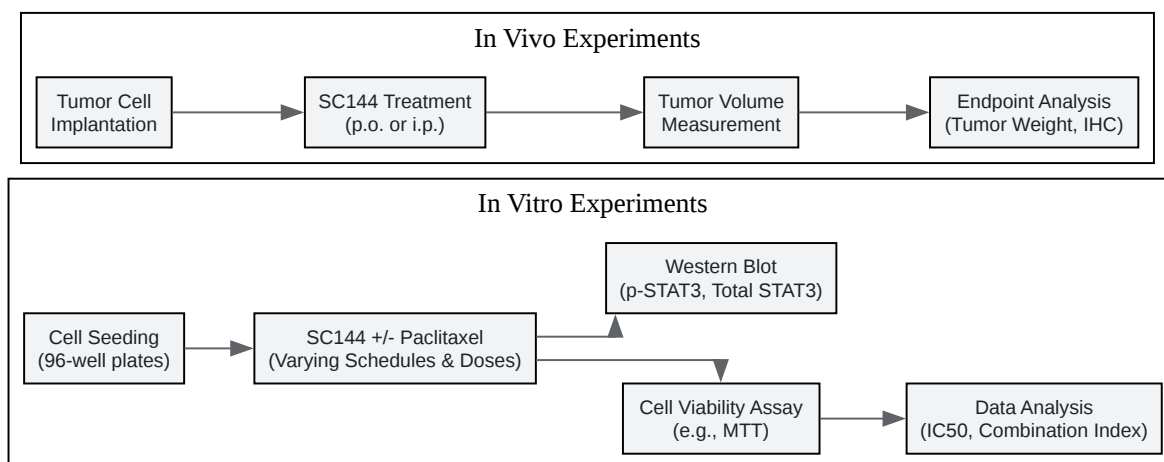 In Vivo Experiments
Tumor Cell
Implantation
SC144 Treatment
(p.o. or i.p.)
Tumor Volume
Measurement
Endpoint Analysis
(Tumor Weight, IHC)
In Vitro Experiments
Cell Seeding
(96-well plates)
SC144 +/- Paclitaxel
(Varying Schedules & Doses)
Western Blot
(p-STAT3, Total STAT3)
Cell Viability Assay
(e.g., MTT)
Data Analysis
(IC50, Combination Index)